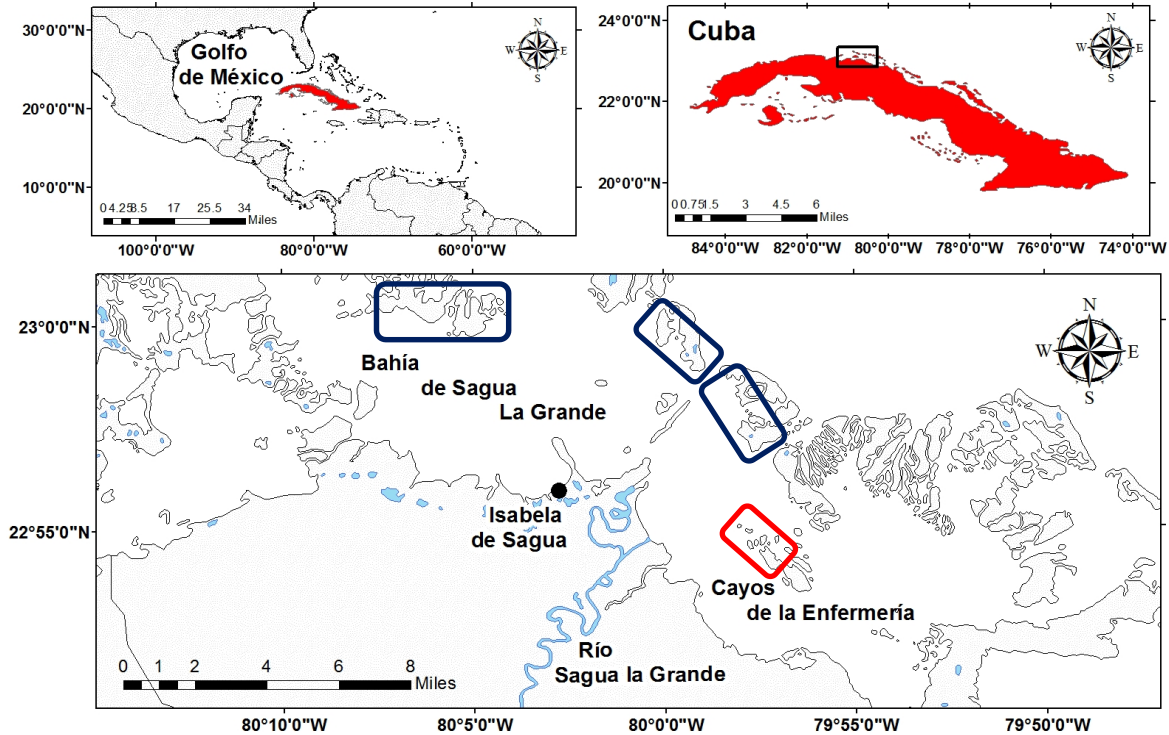 30°0'0"N
20°0'0"N
10°0'0"N
Golfo
de México
N
W E
S
0 4.25 8.5 17 25.5 34
Miles
100°0'0"W 80°0'0"W 60°0'0"W
24°0'0"N
22°0'0"N
20°0'0"N
Cuba
N
W E
S
0 0.75 1.5 3 4.5 6
Miles
84°0'0"W 82°0'0"W 80°0'0"W 78°0'0"W 76°0'0"W 74°0'0"W
23°0'0"N
22°55'0"N
N
W E
S
Bahía
de Sagua
La Grande
Isabela
de Sagua
Cayos
de la Enfermería
Río
Sagua la Grande
0 1 2 4 6 8
Miles
80°10'0"W 80°5'0"W 80°0'0"W 79°55'0"W 79°50'0"W